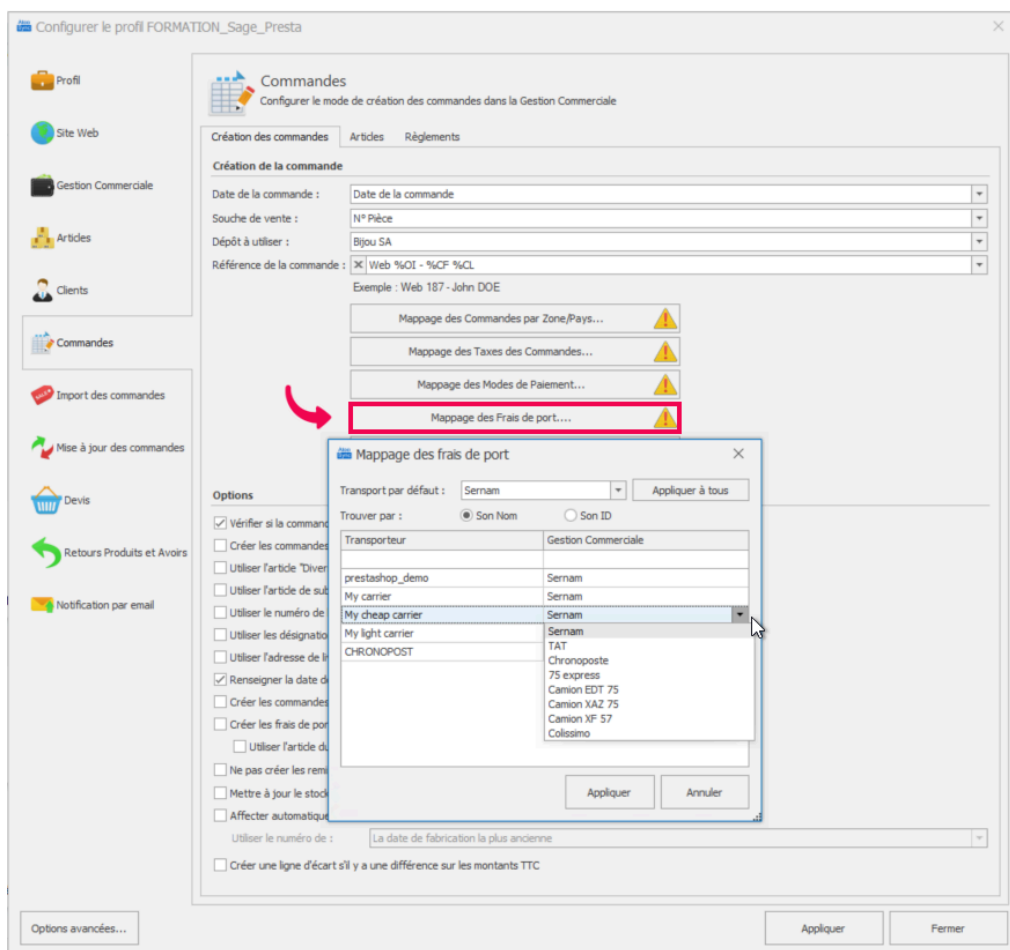 Configurer le profil FORMATION_Sage_Presta
Profil
Site Web
Gestion Commerciale
Articles
Clients
Commandes
Import des commandes
Mise à jour des commandes
Devis
Retours Produits et Avoirs
Notification par email
Commandes
Configurer le mode de création des commandes dans la Gestion Commerciale
Création des commandes Articles Règlements
Création de la commande
Date de la commande : Date de la commande
Souche de vente : N° Pièce
Dépôt à utiliser : Bijou SA
Référence de la commande : Web %OI - %CF %CL
Exemple : Web 187 - John DOE
Mappage des Commandes par Zone/Pays...
Mappage des Taxes des Commandes...
Mappage des Modes de Paiement...
Mappage des Frais de port....
Options
Vérifier si la command
Créer les commandes
Utiliser l'article "Diver
Utiliser l'article de sub
Utiliser le numéro de
Utiliser les désignatio
Utiliser l'adresse de li
Renseigner la date de
Créer les commandes
Créer les frais de por
Utiliser l'article du
Ne pas créer les remi
Mettre à jour le stock
Affecter automatique
Utiliser le numéro de : La date de fabrication la plus ancienne
Créer une ligne d'écart s'il y a une différence sur les montants TTC
Mappage des frais de port
Transport par défaut : Sernam Appliquer à tous
Trouver par : Son Nom Son ID
Transporteur Gestion Commerciale
prestashop_demo Sernam
My carrier Sernam
My cheap carrier Sernam
My light carrier Sernam
CHRONOPOST TAT
Chronoposte
75 express
Camion EDT 75
Camion XAZ 75
Camion XF 57
Colissimo
Appliquer Annuler
Options avancées... Appliquer Fermer